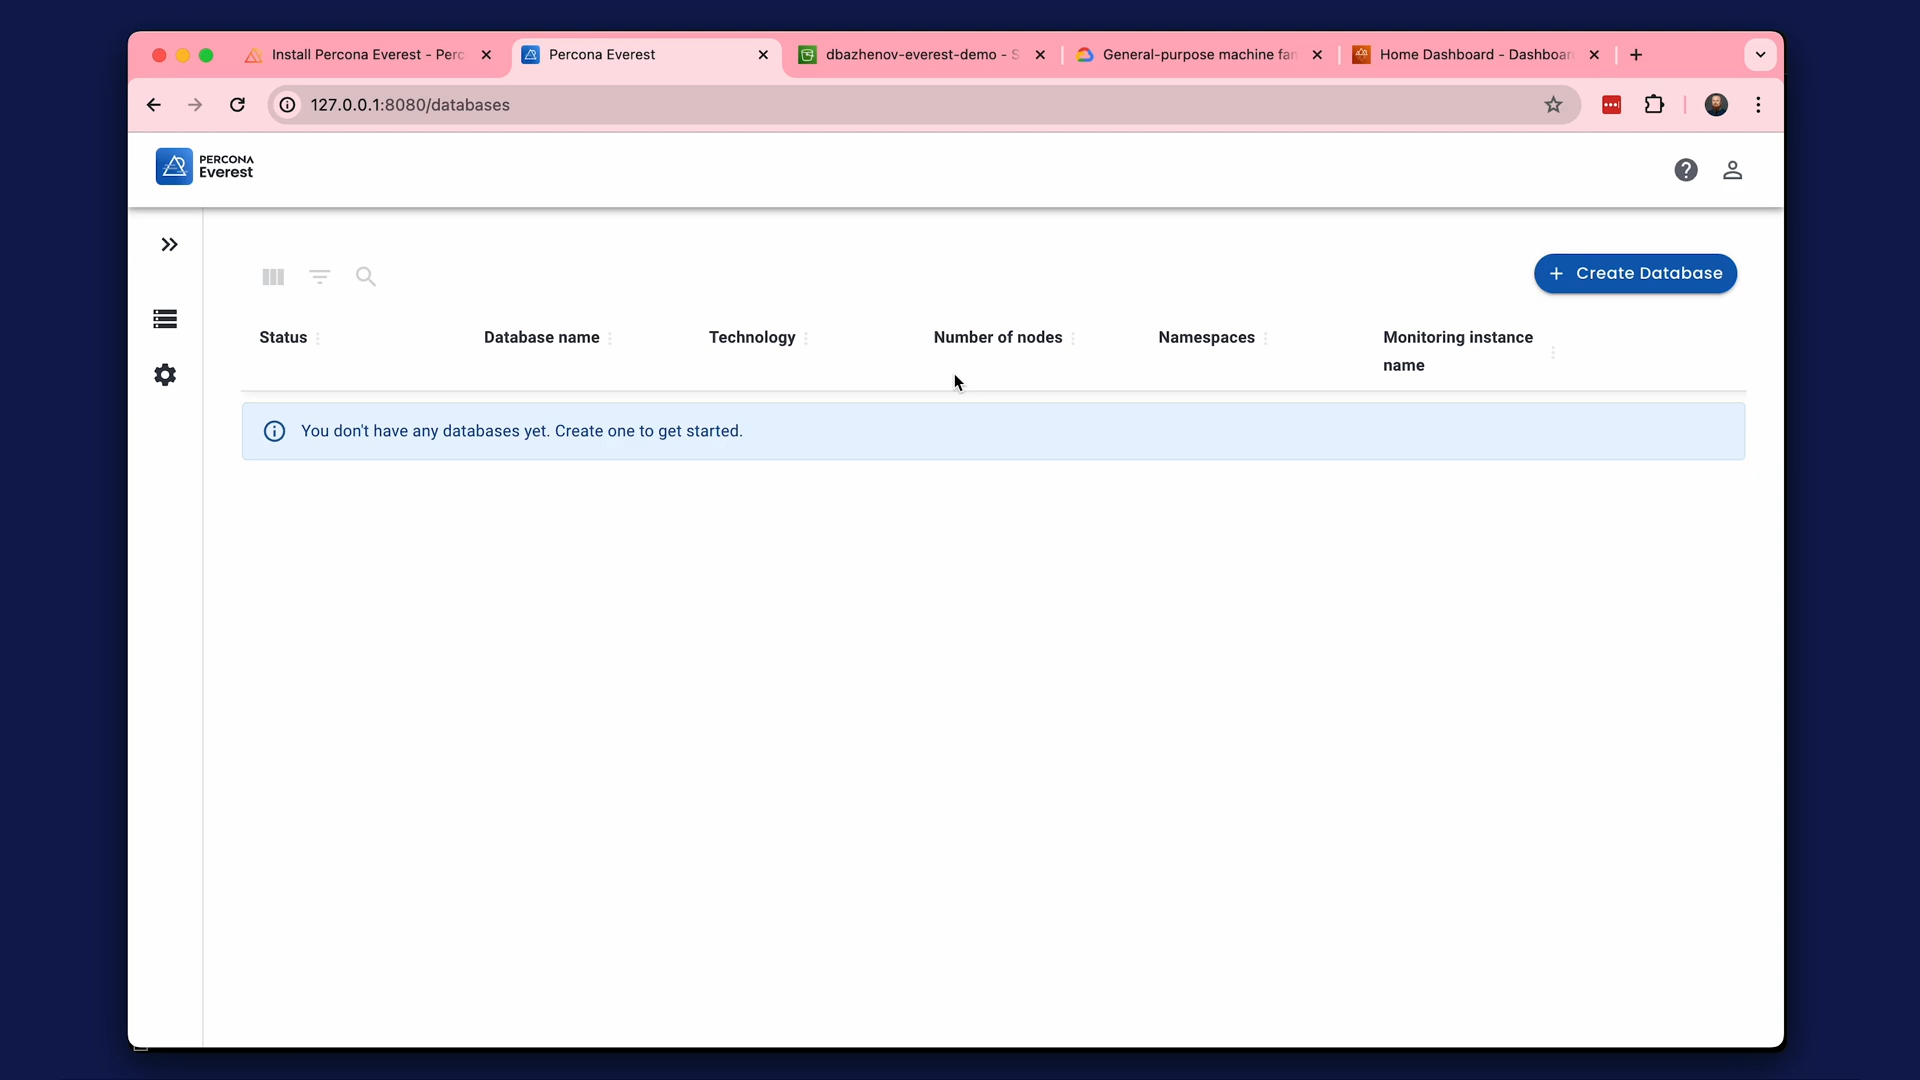 Install Percona Everest - Perc
Percona Everest
dbazhenov-everest-demo - S
General-purpose machine fan
Home Dashboard - Dashboar
127.0.0.1:8080/databases
PERCONA
Everest
Create Database
Status
Database name
Technology
Number of nodes
Namespaces
Monitoring instance
name
You don't have any databases yet. Create one to get started.